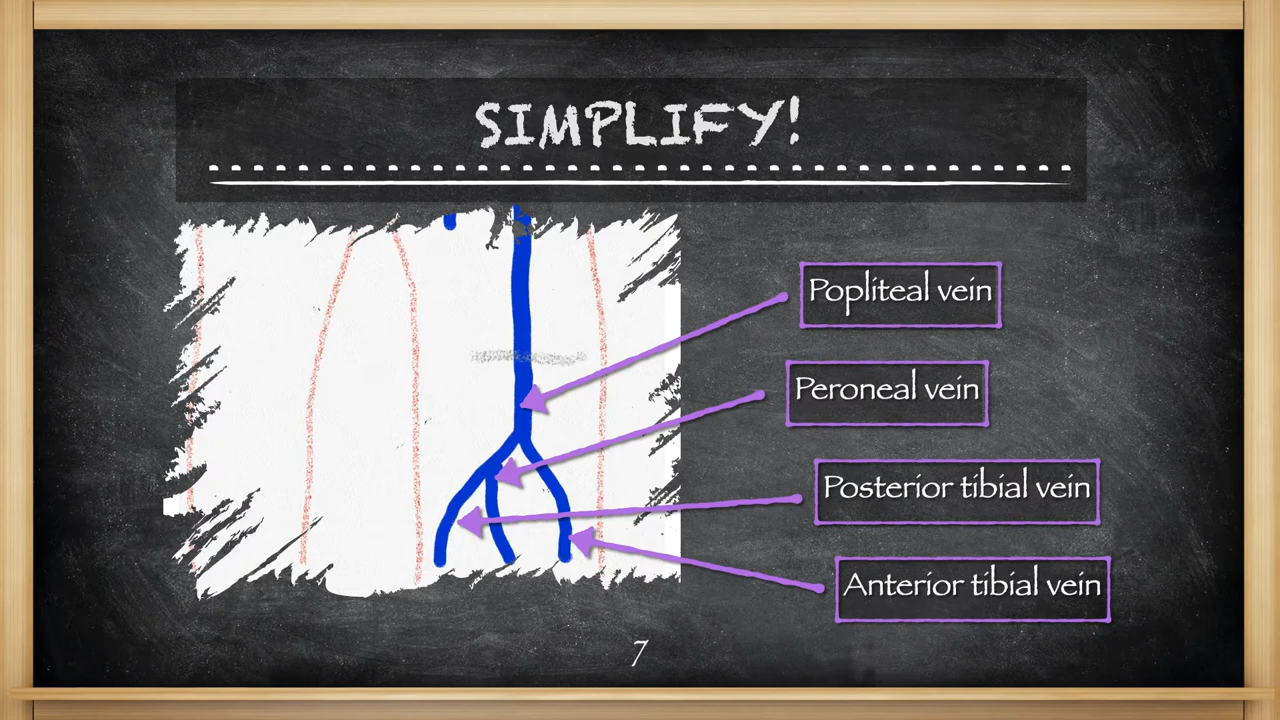 SIMPLIFY!
Popliteal vein
Peroneal vein
Posterior tibial vein
Anterior tibial vein
7